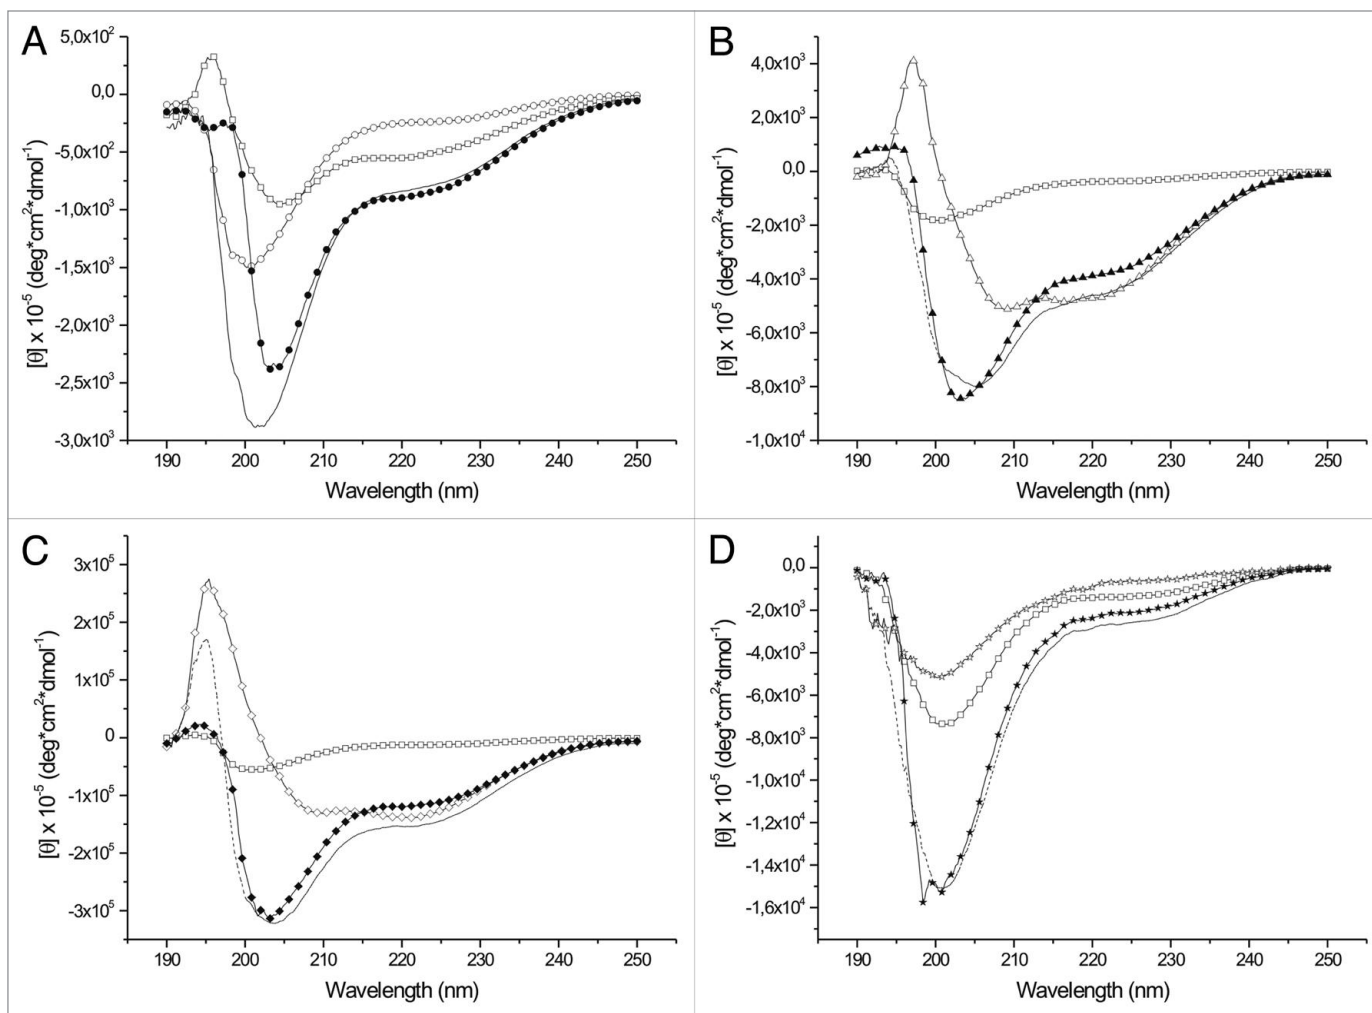 A
5,0x10²
0,0
-5,0x10²
-1,0x10³
-1,5x10³
-2,0x10³
-2,5x10³
-3,0x10³
[θ] x 10⁻⁵ (deg*cm²*dmol⁻¹)
190 200 210 220 230 240 250
Wavelength (nm)
B
4,0x10³
2,0x10³
0,0
-2,0x10³
-4,0x10³
-6,0x10³
-8,0x10³
-1,0x10⁴
[θ] x 10⁻⁵ (deg*cm²*dmol⁻¹)
190 200 210 220 230 240 250
Wavelength (nm)
C
3x10⁵
2x10⁵
1x10⁵
0
-1x10⁵
-2x10⁵
-3x10⁵
[θ] x 10⁻⁵ (deg*cm²*dmol⁻¹)
190 200 210 220 230 240 250
Wavelength (nm)
D
0,0
-2,0x10³
-4,0x10³
-6,0x10³
-8,0x10³
-1,0x10⁴
-1,2x10⁴
-1,4x10⁴
-1,6x10⁴
[θ] x 10⁻⁵ (deg*cm²*dmol⁻¹)
190 200 210 220 230 240 250
Wavelength (nm)